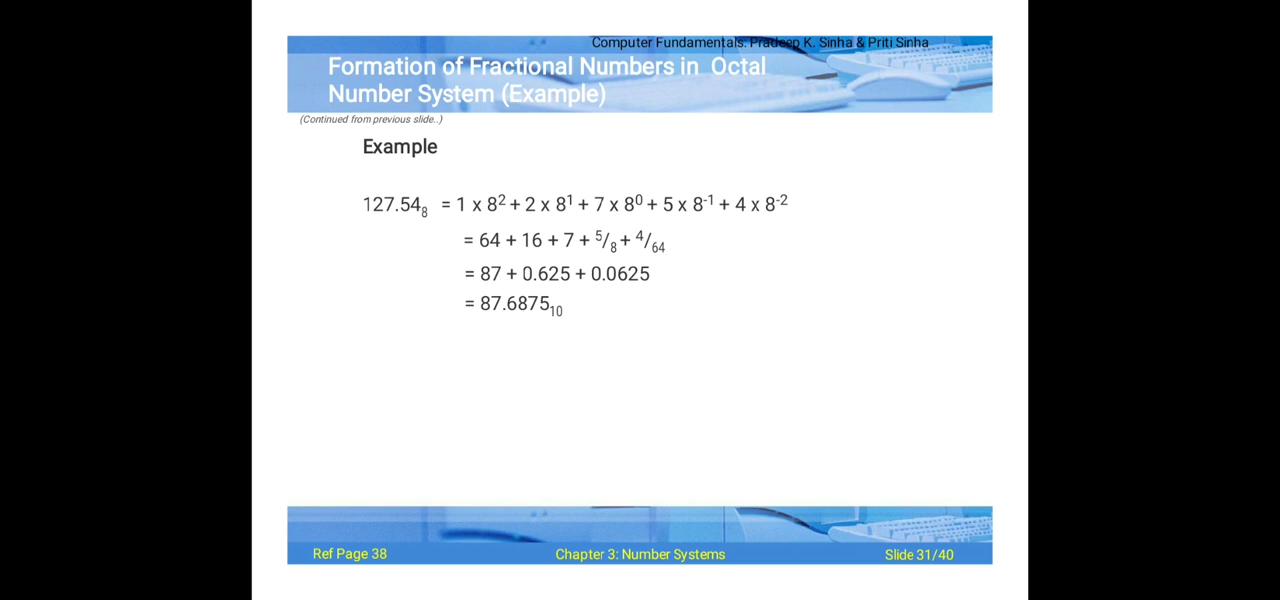 Computer Fundamentals: Pradeep K. Sinha & Priti Sinha
Formation of Fractional Numbers in Octal
Number System (Example)
(Continued from previous slide..)
Example
127.54₈ = 1 x 8² + 2 x 8¹ + 7 x 8⁰ + 5 x 8⁻¹ + 4 x 8⁻²
= 64 + 16 + 7 + ⁵/₈ + ⁴/₆₄
= 87 + 0.625 + 0.0625
= 87.6875₁₀
Ref Page 38 Chapter 3: Number Systems Slide 31/40